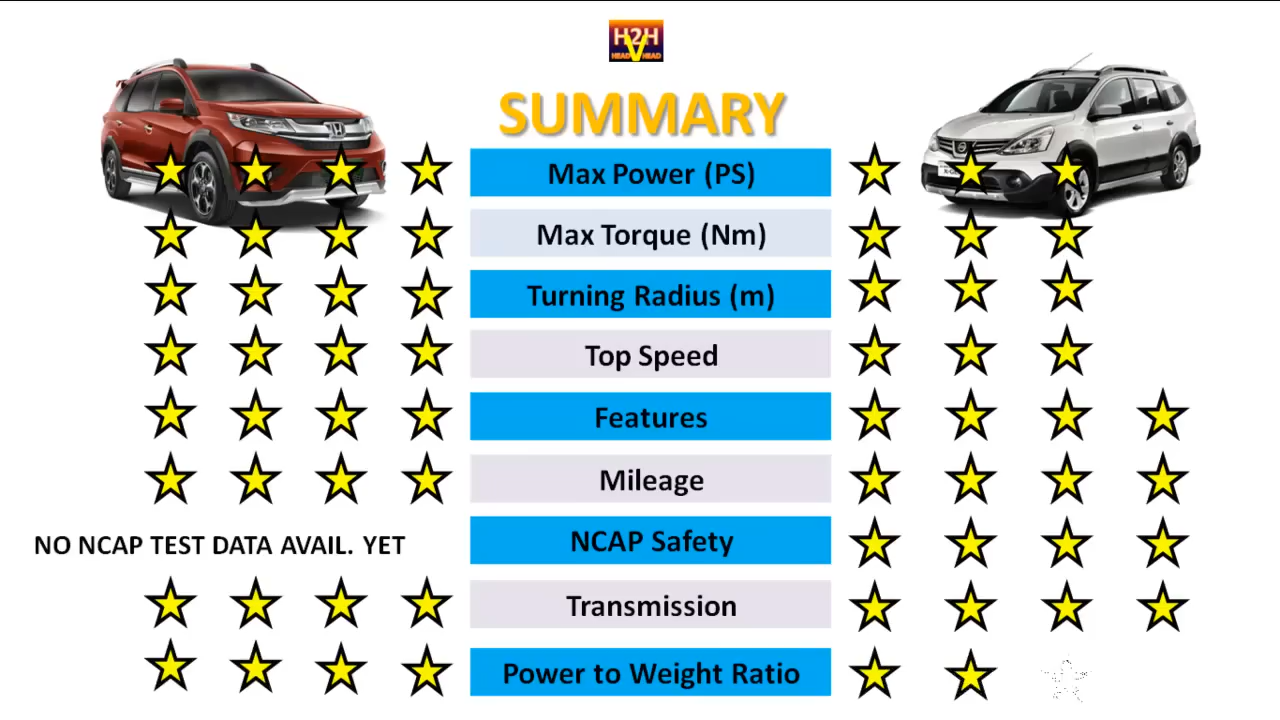 H2H
V
HEAD HEAD
SUMMARY
Max Power (PS)
Max Torque (Nm)
Turning Radius (m)
Top Speed
Features
Mileage
NO NCAP TEST DATA AVAIL. YET
NCAP Safety
Transmission
Power to Weight Ratio